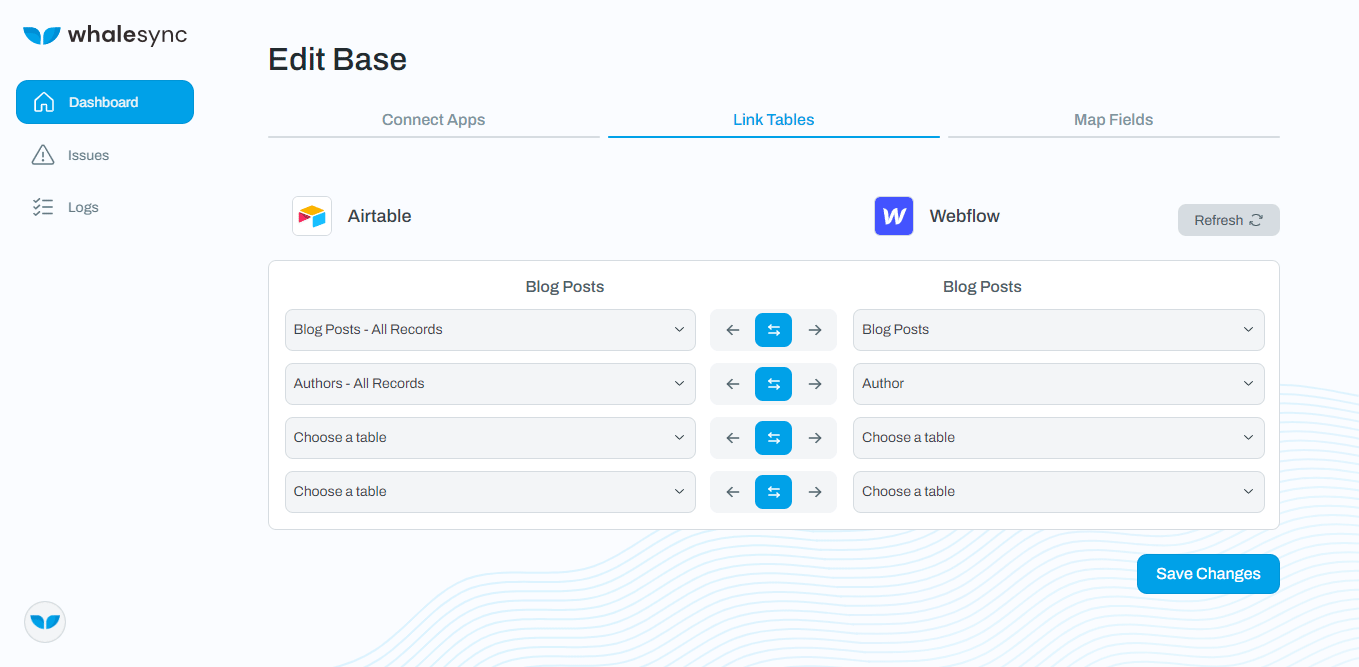 whalesync
Edit Base
Dashboard
Issues
Logs
Connect Apps
Link Tables
Map Fields
Airtable
Webflow
Refresh
Blog Posts
Blog Posts
Blog Posts - All Records
Blog Posts
Authors - All Records
Author
Choose a table
Choose a table
Choose a table
Choose a table
Save Changes